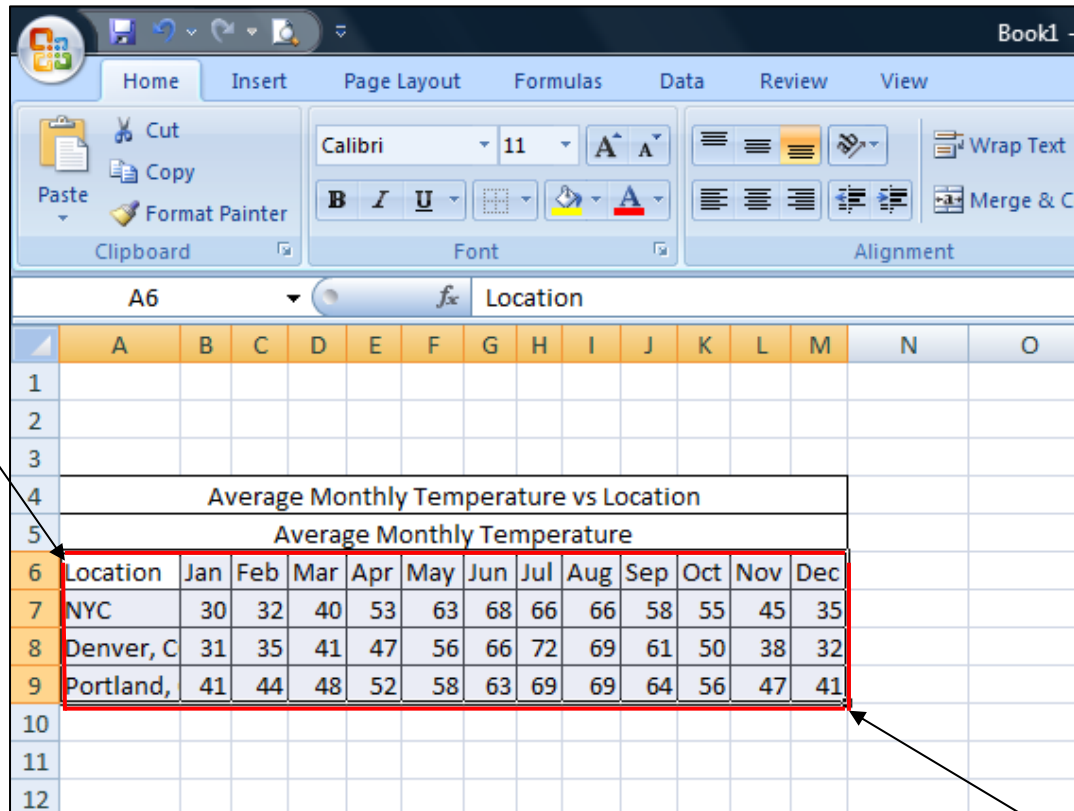 Book1 -
Home Insert Page Layout Formulas Data Review View
Cut
Copy
Paste
Format Painter
Calibri 11 A A
Wrap Text
B I U A
Merge & C
Clipboard Font Alignment
A6 fx Location
A B C D E F G H I J K L M N O
1
2
3
4 Average Monthly Temperature vs Location
5 Average Monthly Temperature
6 Location Jan Feb Mar Apr May Jun Jul Aug Sep Oct Nov Dec
7 NYC 30 32 40 53 63 68 66 66 58 55 45 35
8 Denver, C 31 35 41 47 56 66 72 69 61 50 38 32
9 Portland, 41 44 48 52 58 63 69 69 64 56 47 41
10
11
12